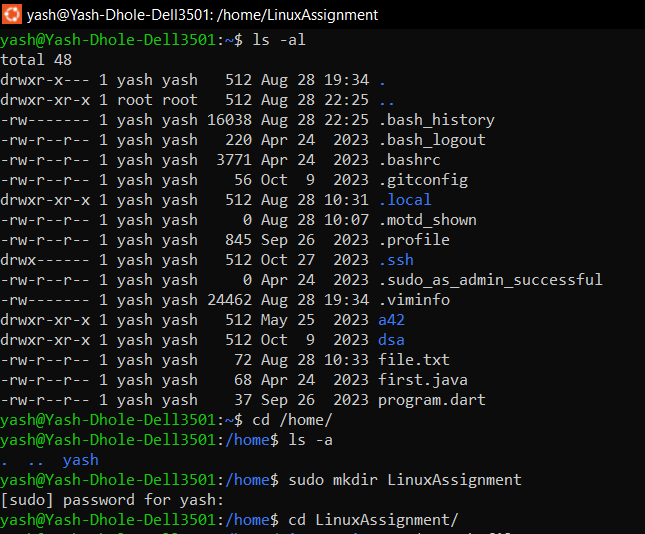 yash@Yash-Dhole-Dell3501: /home/LinuxAssignment
yash@Yash-Dhole-Dell3501:~$ ls -al
total 48
drwxr-x--- 1 yash yash   512 Aug 28 19:34 .
drwxr-xr-x 1 root root   512 Aug 28 22:25 ..
-rw------- 1 yash yash 16038 Aug 28 22:25 .bash_history
-rw-r--r-- 1 yash yash   220 Apr 24  2023 .bash_logout
-rw-r--r-- 1 yash yash  3771 Apr 24  2023 .bashrc
-rw-r--r-- 1 yash yash    56 Oct  9  2023 .gitconfig
drwxr-xr-x 1 yash yash   512 Aug 28 10:31 .local
-rw-r--r-- 1 yash yash     0 Aug 28 10:07 .motd_shown
-rw-r--r-- 1 yash yash   845 Sep 26  2023 .profile
drwx------ 1 yash yash   512 Oct 27  2023 .ssh
-rw-r--r-- 1 yash yash     0 Apr 24  2023 .sudo_as_admin_successful
-rw------- 1 yash yash 24462 Aug 28 19:34 .viminfo
drwxr-xr-x 1 yash yash   512 May 25  2023 a42
drwxr-xr-x 1 yash yash   512 Oct  9  2023 dsa
-rw-r--r-- 1 yash yash    72 Aug 28 10:33 file.txt
-rw-r--r-- 1 yash yash    68 Apr 24  2023 first.java
-rw-r--r-- 1 yash yash    37 Sep 26  2023 program.dart
yash@Yash-Dhole-Dell3501:~$ cd /home/
yash@Yash-Dhole-Dell3501:/home$ ls -a
.  ..  yash
yash@Yash-Dhole-Dell3501:/home$ sudo mkdir LinuxAssignment
[sudo] password for yash:
yash@Yash-Dhole-Dell3501:/home$ cd LinuxAssignment/